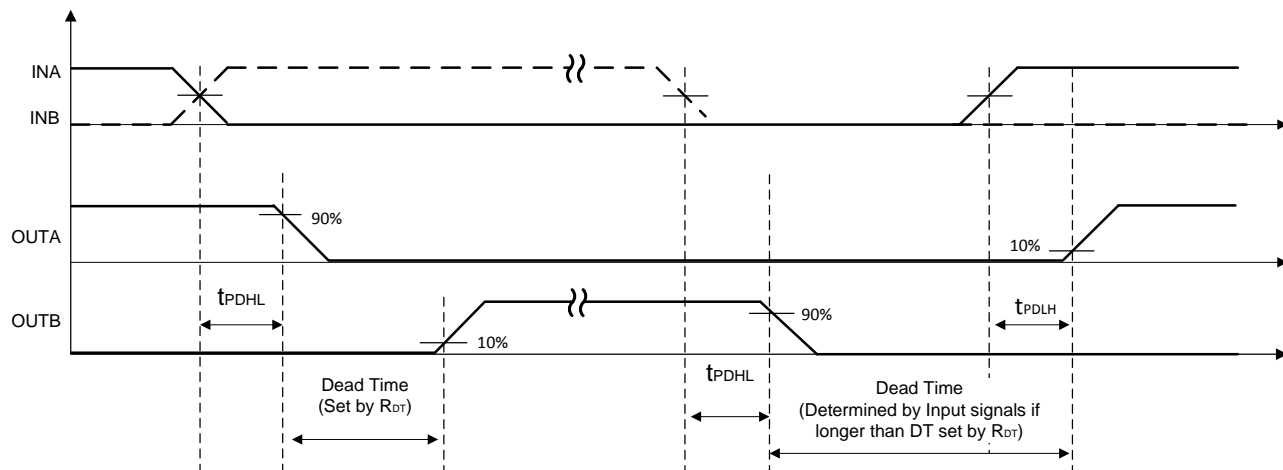 INA
INB
OUTA
90%
10%
OUTB
tPDHL
10%
90%
tPDLH
tPDHL
Dead Time
(Set by RDT)
Dead Time
(Determined by Input signals if
longer than DT set by RDT)